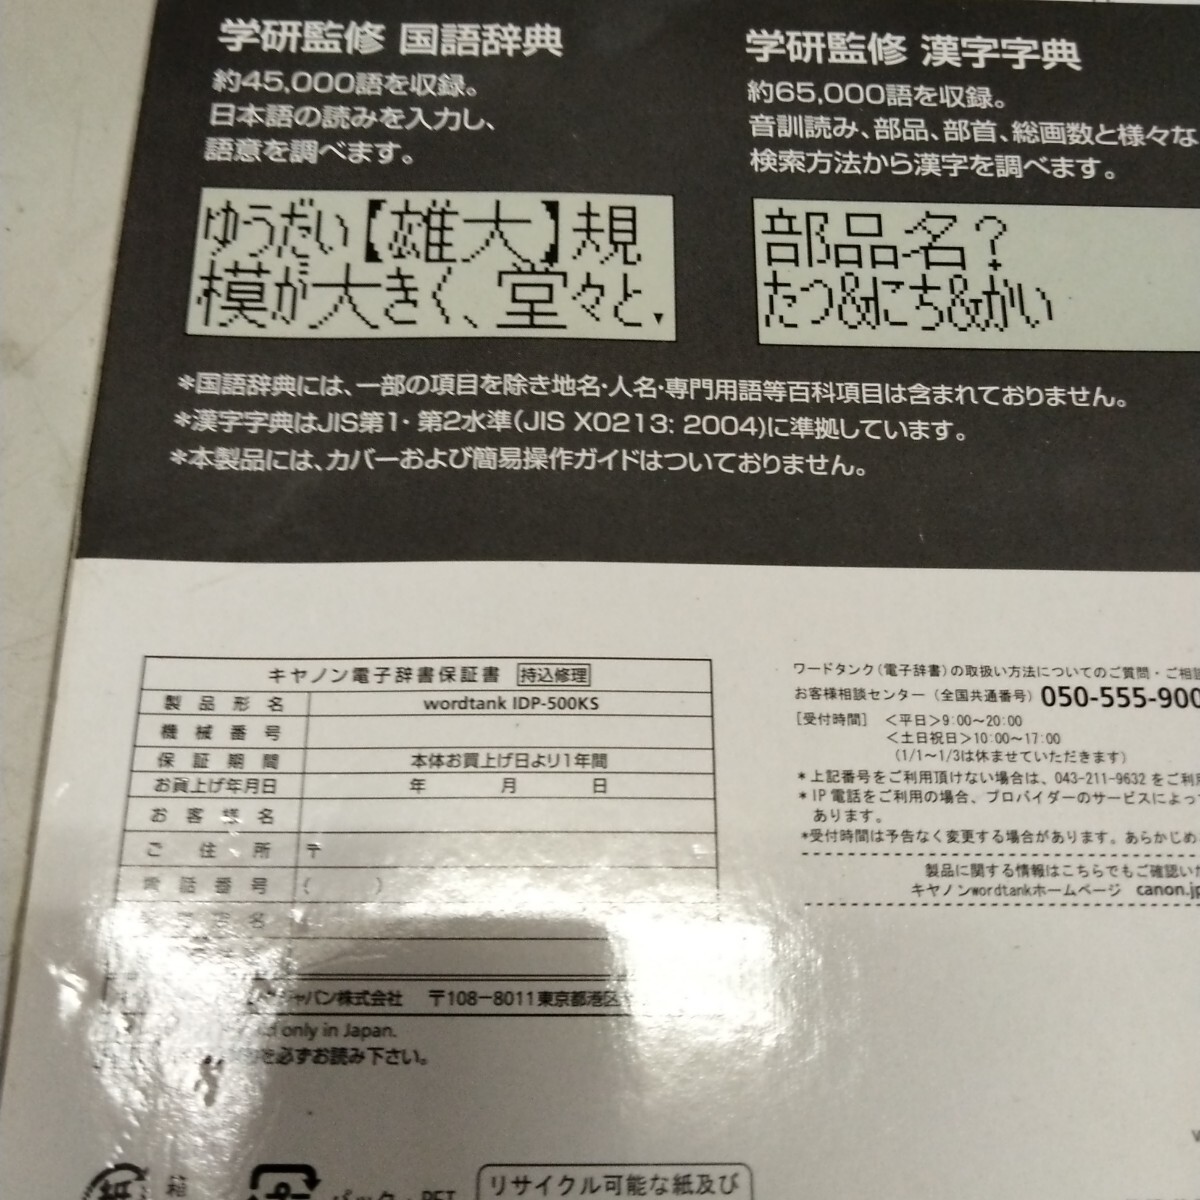 学研監修 国語辞典
約45,000語を収録。
日本語の読みを入力し、
語意を調べます。
ゆうだい【雄大】規
模が大きく、堂々と
学研監修 漢字字典
約65,000語を収録。
音訓読み、部品、部首、総画数と様々な
検索方法から漢字を調べます。
部品名?
たつ&にち&かい
*国語辞典には、一部の項目を除き地名・人名・専門用語等百科項目は含まれておりません。
*漢字字典はJIS第1・第2水準(JIS X0213: 2004)に準拠しています。
*本製品には、カバーおよび簡易操作ガイドはついておりません。
キヤノン電子辞書保証書 持込修理
製品形名 wordtank IDP-500KS
機械番号
保証期間 本体お買上げ日より1年間
お買上げ年月日 年 月 日
お客様名
ご住所 〒
電話番号 ( )
ジャパン株式会社 〒108-8011東京都港区
only in Japan.
を必ずお読み下さい。
ワードタンク(電子辞書)の取扱い方法についてのご質問・ご相談
お客様相談センター(全国共通番号) 050-555-900
[受付時間] <平日>9:00~20:00
<土日祝日>10:00~17:00
(1/1~1/3は休ませていただきます)
*上記番号をご利用頂けない場合は、043-211-9632をご利用
*IP電話をご利用の場合、プロバイダーのサービスによって
あります。
*受付時間は予告なく変更する場合があります。あらかじめ
製品に関する情報はこちらでもご確認いた
キヤノンwordtankホームページ canon.jp
紙
箱
パック:PET
リサイクル可能な紙及び